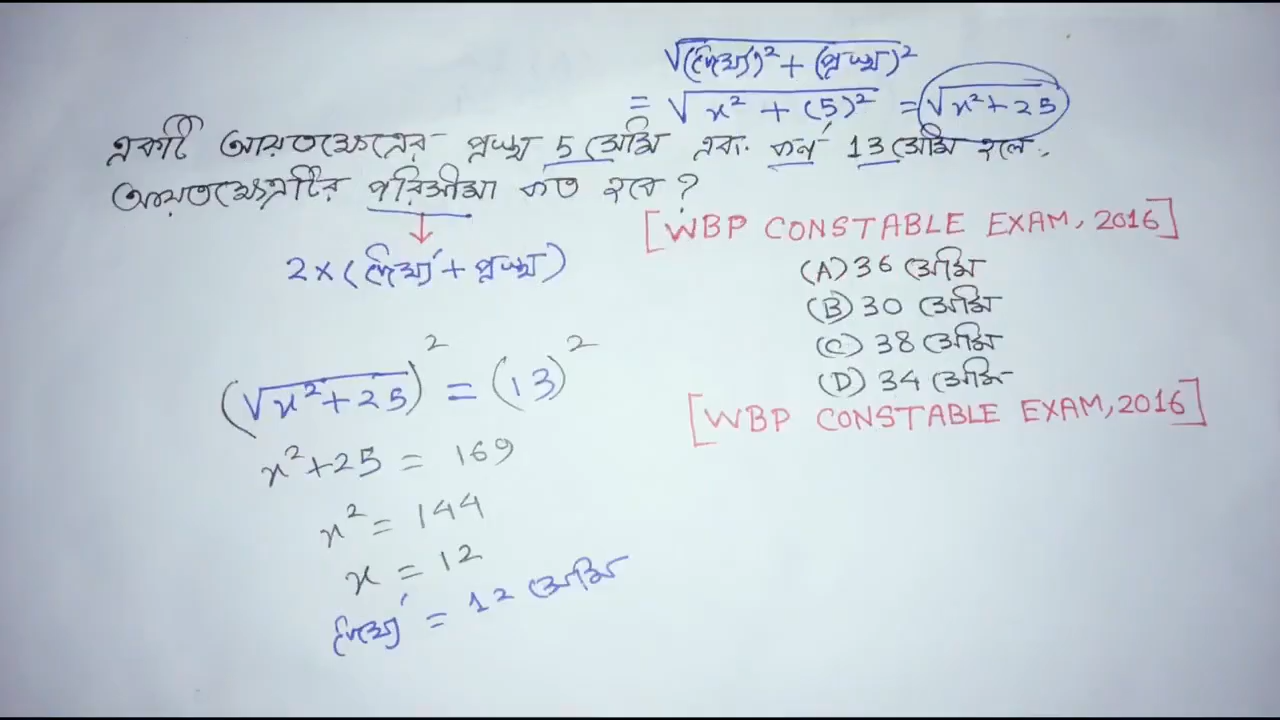 √(দৈর্ঘ্য)² + (প্রস্থ)²
= √x² + (5)² = √x² + 25
একটি আয়তক্ষেত্রের প্রস্থ 5 সেমি এবং কর্ণ 13 সেমি হলে,
আয়তক্ষেত্রটির পরিসীমা কত হবে ?
[WBP CONSTABLE EXAM, 2016]
2 × (দৈর্ঘ্য + প্রস্থ)
(A) 36 সেমি
(B) 30 সেমি
(C) 38 সেমি
(D) 34 সেমি
[WBP CONSTABLE EXAM, 2016]
(√x² + 25)² = (13)²
x² + 25 = 169
x² = 144
x = 12
দৈর্ঘ্য = 12 সেমি